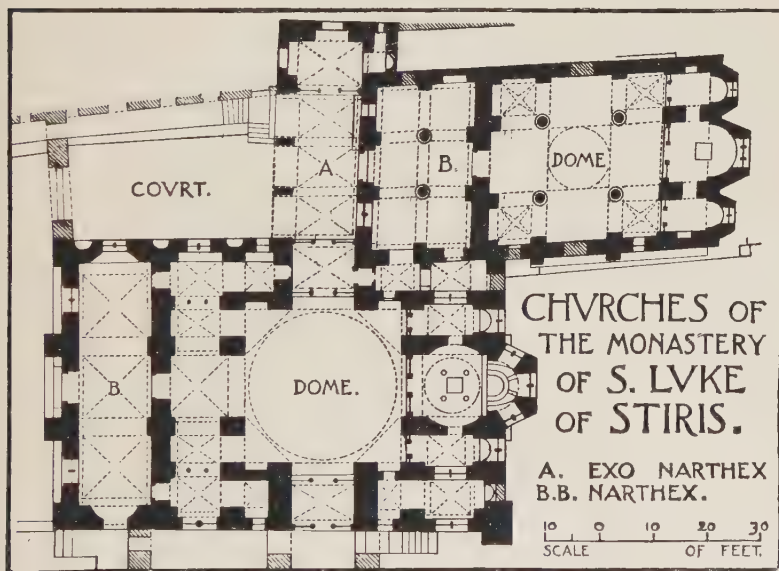 A
B.
DOME
COVRT.
B.
DOME.
CHVRCHES OF
THE MONASTERY
OF S. LVKE
OF STIRIS.
A. EXO NARTHEX
B.B. NARTHEX.
10 0 10 20 30
SCALE OF FEET.